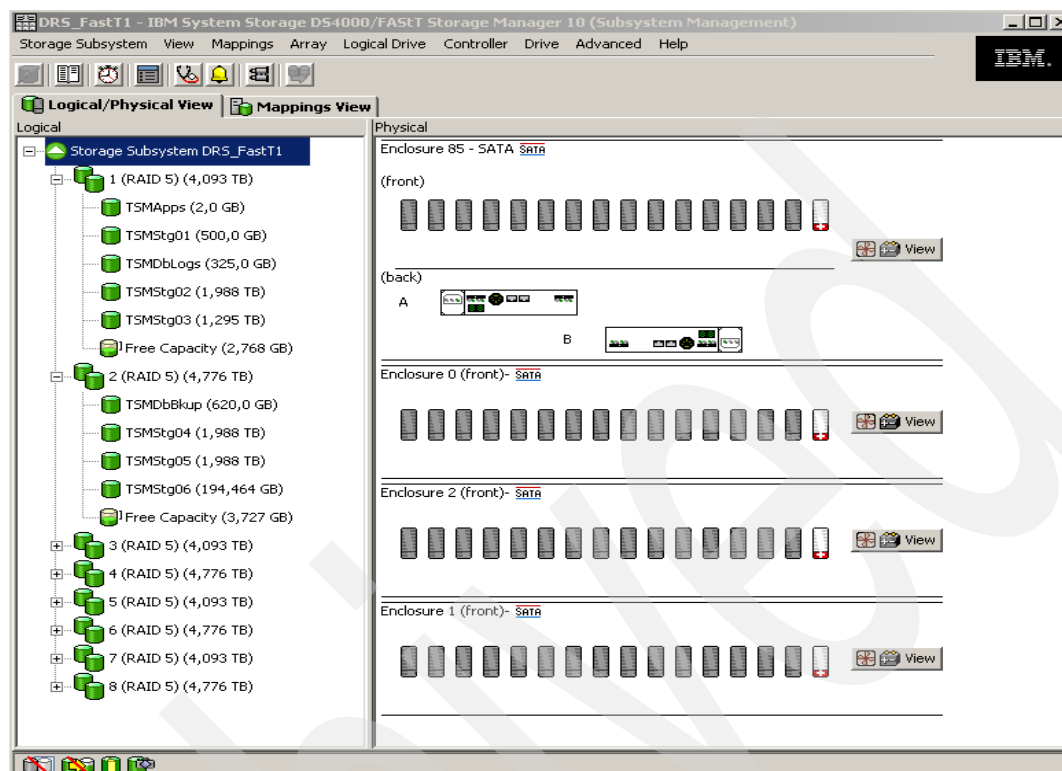 DRS_FastT1 - IBM System Storage DS4000/FAStT Storage Manager 10 (Subsystem Management)
Storage Subsystem View Mappings Array Logical Drive Controller Drive Advanced Help
IBM.
Logical/Physical View Mappings View
Logical
Storage Subsystem DRS_FastT1
1 (RAID 5) (4,093 TB)
TSMApps (2,0 GB)
TSMStg01 (500,0 GB)
TSMDbLogs (325,0 GB)
TSMStg02 (1,988 TB)
TSMStg03 (1,295 TB)
Free Capacity (2,768 GB)
2 (RAID 5) (4,776 TB)
TSMDbBkup (620,0 GB)
TSMStg04 (1,988 TB)
TSMStg05 (1,988 TB)
TSMStg06 (194,464 GB)
Free Capacity (3,727 GB)
3 (RAID 5) (4,093 TB)
4 (RAID 5) (4,776 TB)
5 (RAID 5) (4,093 TB)
6 (RAID 5) (4,776 TB)
7 (RAID 5) (4,093 TB)
8 (RAID 5) (4,776 TB)
Physical
Enclosure 85 - SATA SATA
(front)
View
(back)
A
B
Enclosure 0 (front)- SATA
View
Enclosure 2 (front)- SATA
View
Enclosure 1 (front)- SATA
View